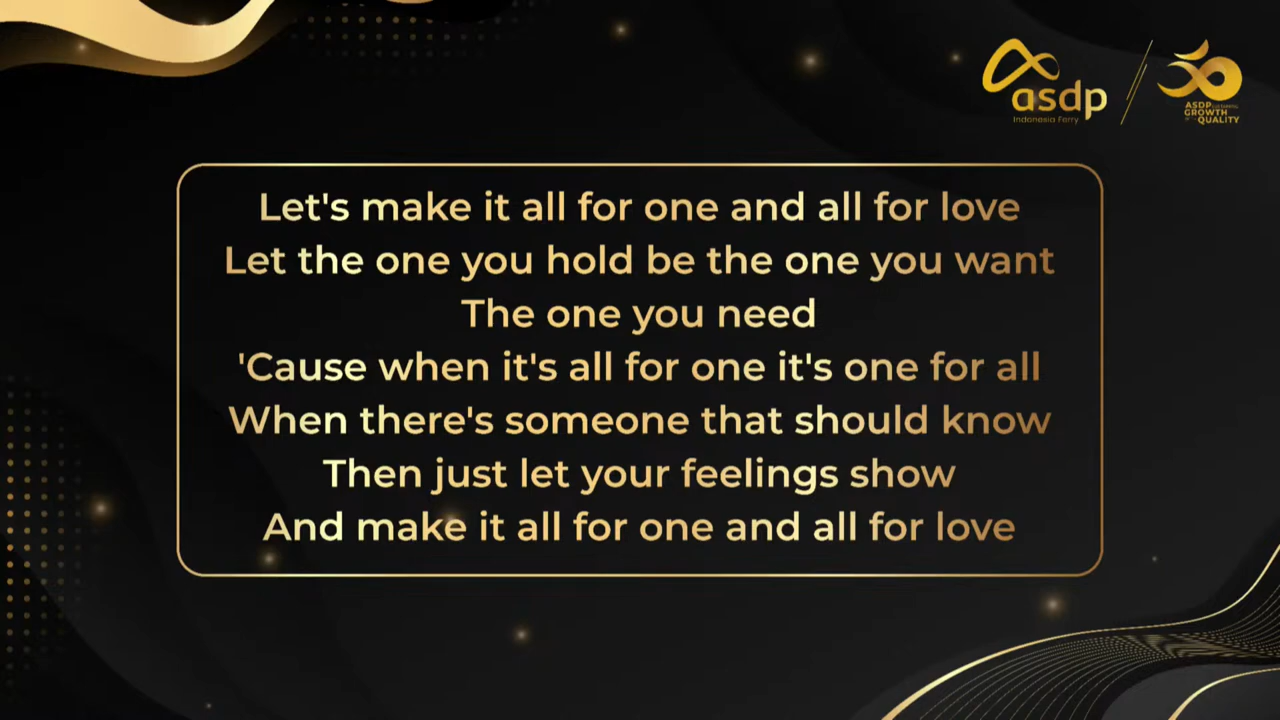 asdp
Indonesia Ferry
50
ASDP
GROWTH
QUALITY
Let's make it all for one and all for love
Let the one you hold be the one you want
The one you need
'Cause when it's all for one it's one for all
When there's someone that should know
Then just let your feelings show
And make it all for one and all for love